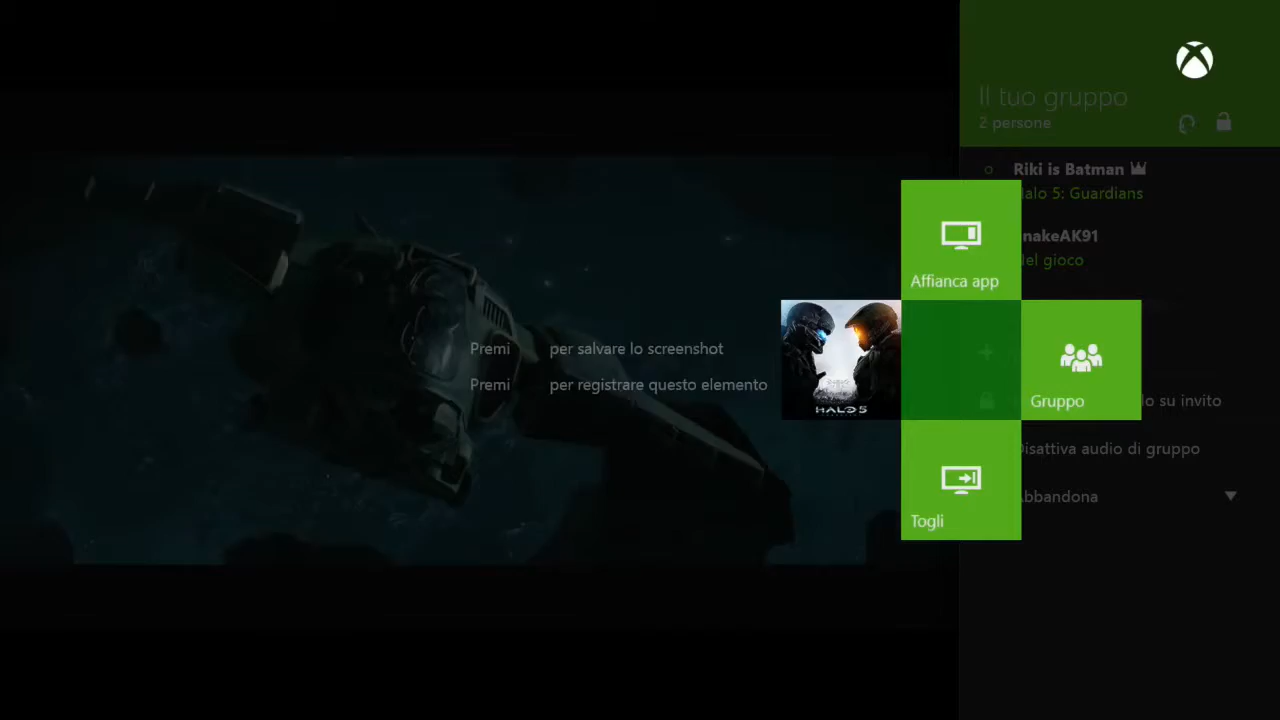 Il tuo gruppo
2 persone
Riki is Batman
alo 5: Guardians
nakeAK91
el gioco
Affianca app
Premi per salvare lo screenshot
Premi per registrare questo elemento
HALO 5
Gruppo
lo su invito
isattiva audio di gruppo
bbandona
Togli